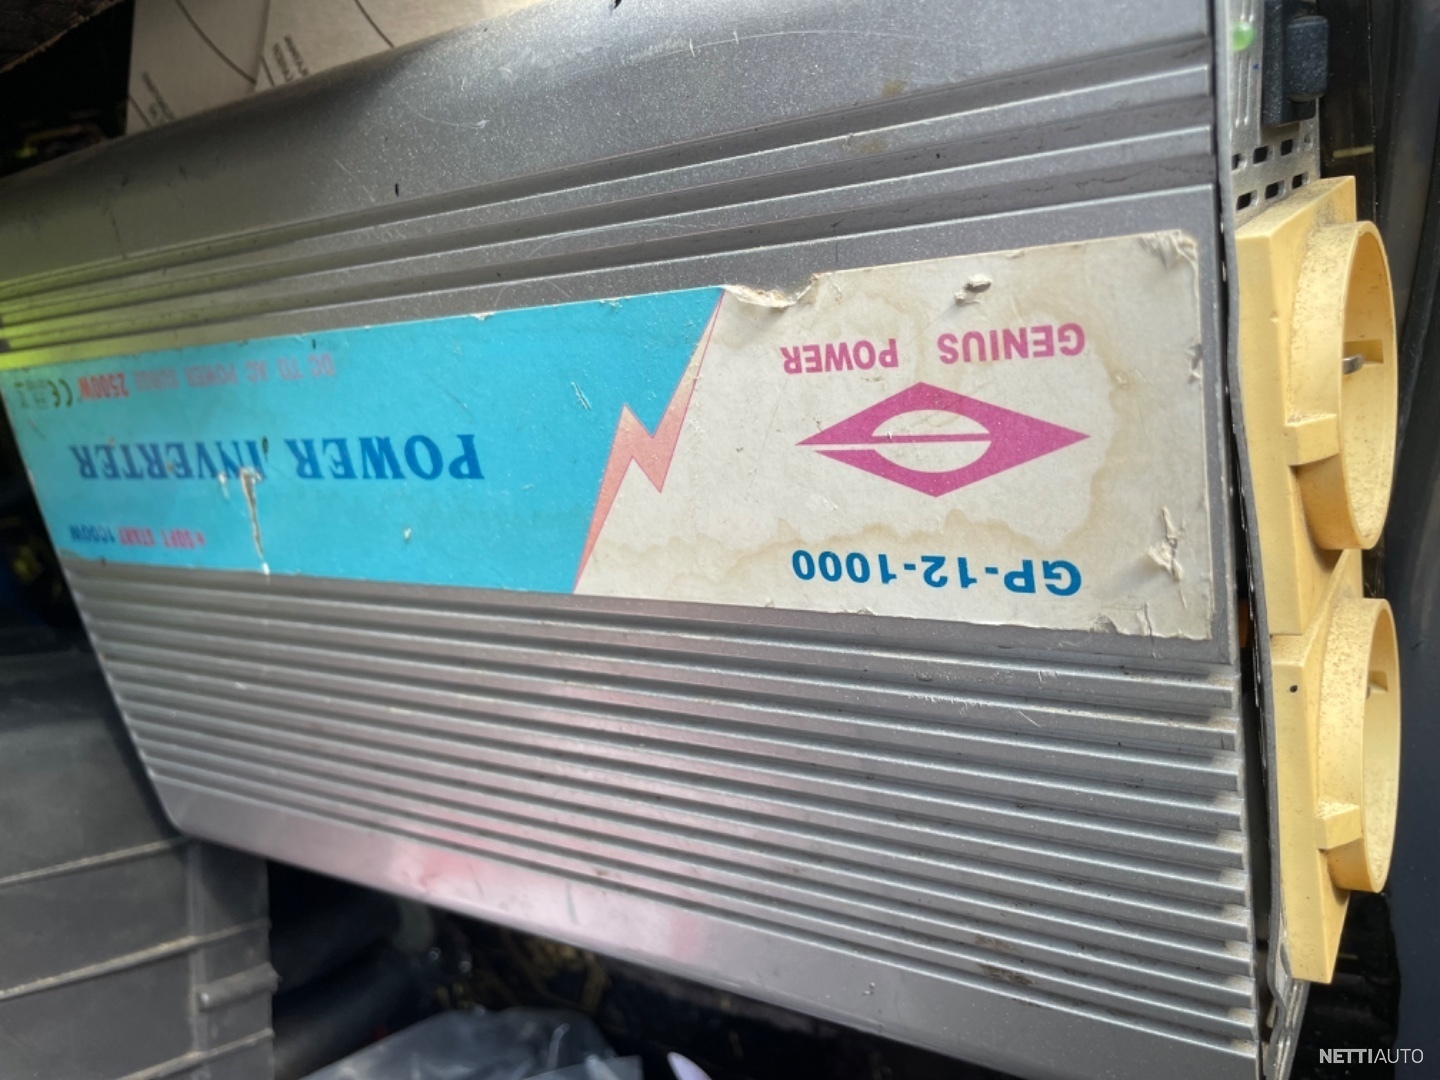 GP-12-1000
GENIUS POWER
*SOFT START 1000W
POWER INVERTER
DC TO AC POWER SURGE 2500W
CE
NETTIAUTO